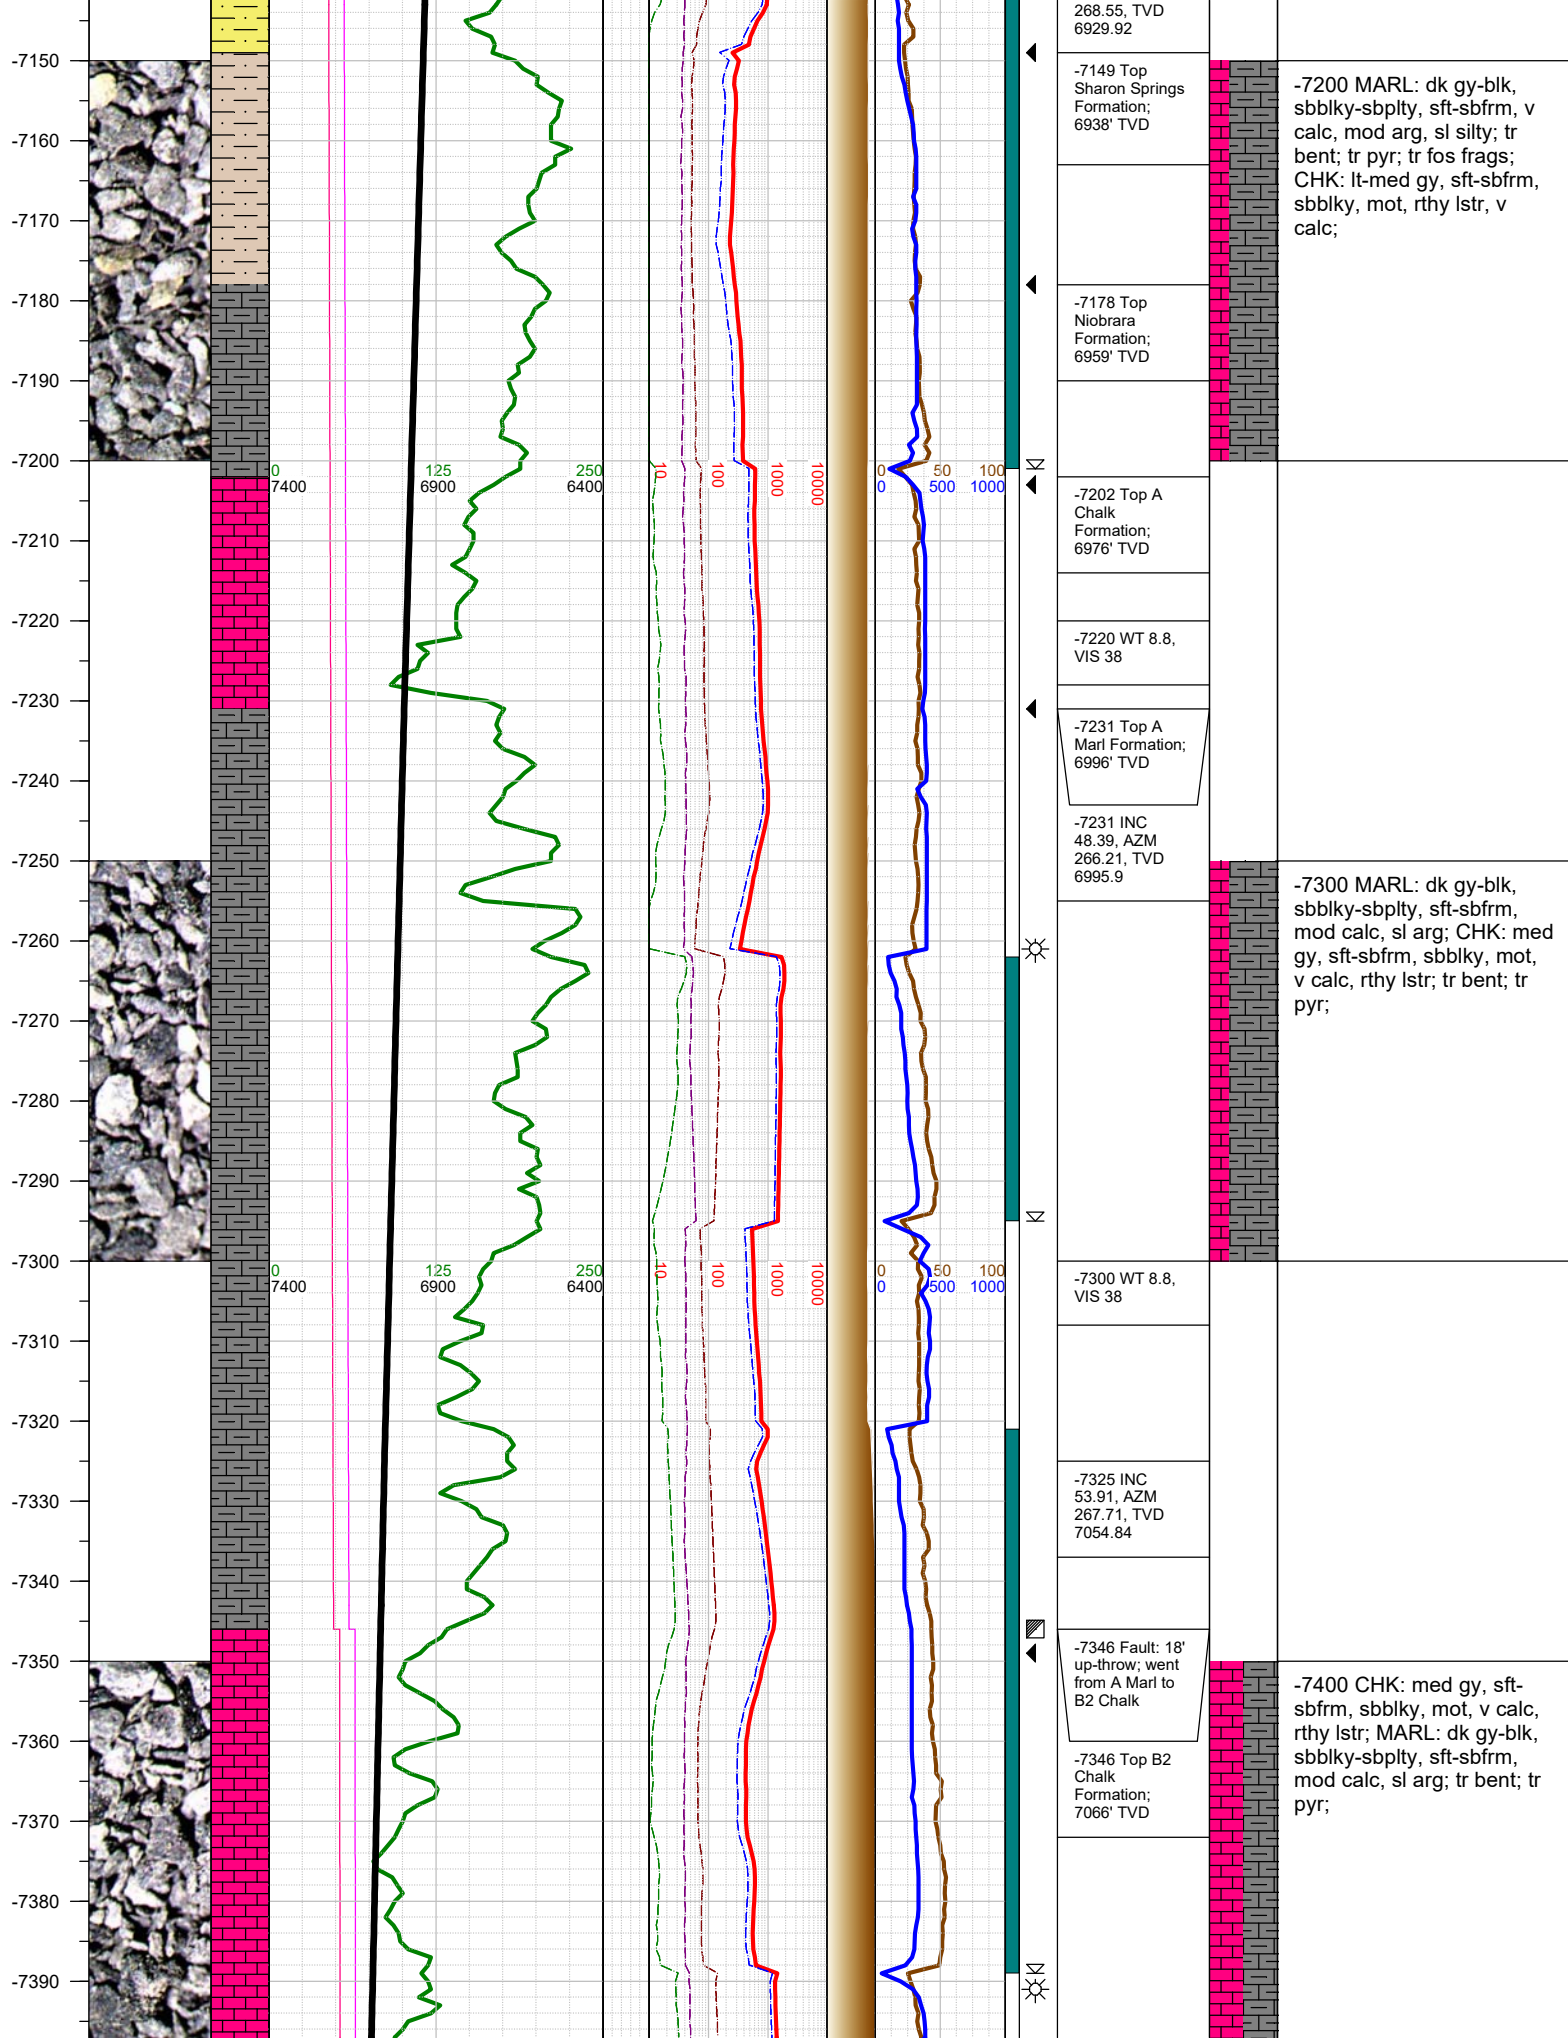 268.55, TVD
6929.92
-7150
-7149 Top
Sharon Springs
Formation;
6938' TVD
-7200 MARL: dk gy-blk,
sbblky-sbplty, sft-sbfrm, v
calc, mod arg, sl silty; tr
bent; tr pyr; tr fos frags;
CHK: lt-med gy, sft-sbfrm,
sbblky, mot, rthy lstr, v
calc;
-7160
-7170
-7180
-7178 Top
Niobrara
Formation;
6959' TVD
-7190
-7200
0 125 250
7400 6900 6400
10 100 1000 10000
0 50 100
0 500 1000
-7202 Top A
Chalk
Formation;
6976' TVD
-7210
-7220
-7220 WT 8.8,
VIS 38
-7230
-7231 Top A
Marl Formation;
6996' TVD
-7240
-7231 INC
48.39, AZM
266.21, TVD
6995.9
-7250
-7300 MARL: dk gy-blk,
sbblky-sbplty, sft-sbfrm,
mod calc, sl arg; CHK: med
gy, sft-sbfrm, sbblky, mot,
v calc, rthy lstr; tr bent; tr
pyr;
-7260
-7270
-7280
-7290
-7300
0 125 250
7400 6900 6400
10 100 1000 10000
0 50 100
0 500 1000
-7300 WT 8.8,
VIS 38
-7310
-7320
-7330
-7325 INC
53.91, AZM
267.71, TVD
7054.84
-7340
-7350
-7346 Fault: 18'
up-throw; went
from A Marl to
B2 Chalk
-7400 CHK: med gy, sft-
sbfrm, sbblky, mot, v calc,
rthy lstr; MARL: dk gy-blk,
sbblky-sbplty, sft-sbfrm,
mod calc, sl arg; tr bent; tr
pyr;
-7360
-7346 Top B2
Chalk
Formation;
7066' TVD
-7370
-7380
-7390